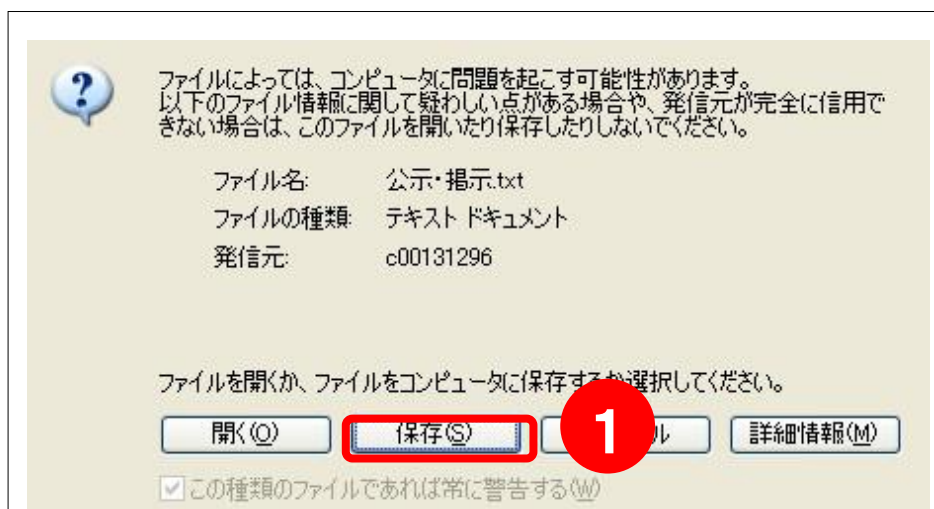 ファイルによっては、コンピュータに問題を起こす可能性があります。
以下のファイル情報に関して疑わしい点がある場合や、発信元が完全に信用で
きない場合は、このファイルを開いたり保存したりしないでください。
ファイル名: 公示・掲示.txt
ファイルの種類: テキスト ドキュメント
発信元: c00131296
ファイルを開くか、ファイルをコンピュータに保存するか選択してください。
開く(O) 保存(S) 1 ル 詳細情報(M)
この種類のファイルであれば常に警告する(W)